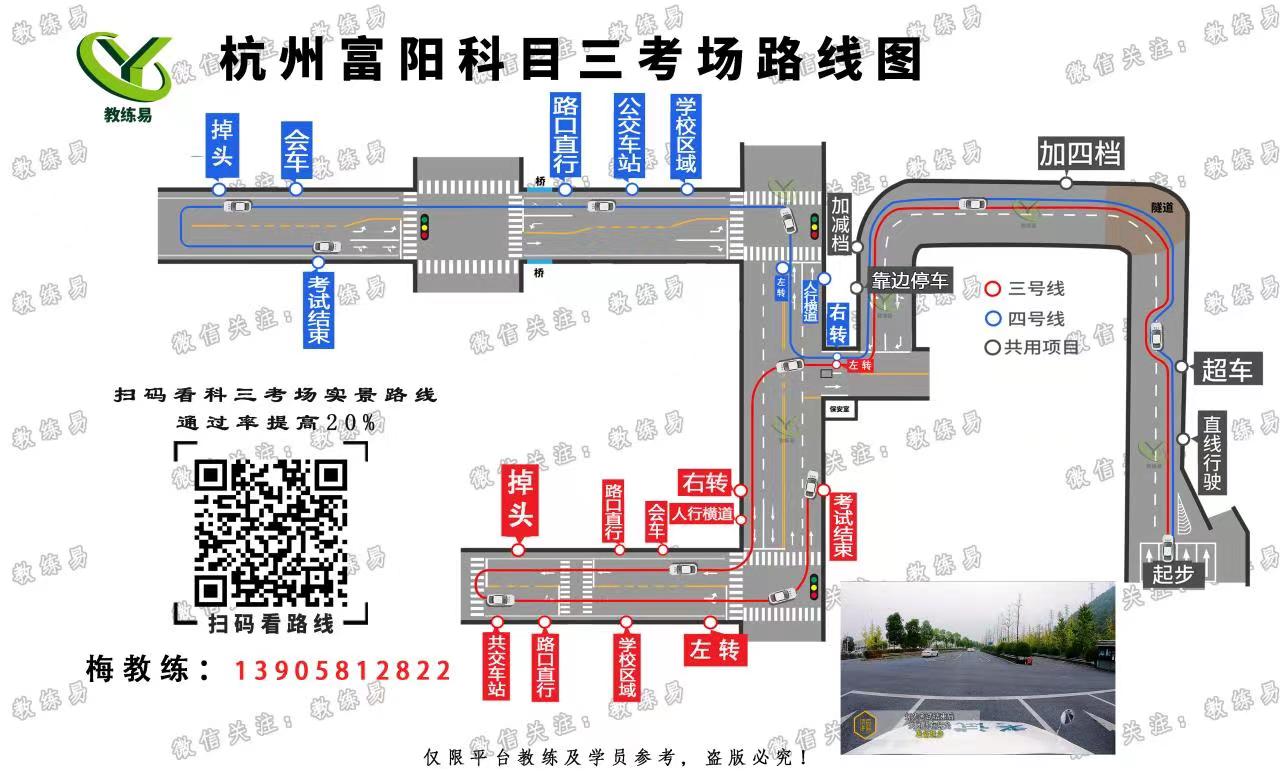 杭州富阳科目三考场路线图
教练易
掉头
会车
桥
路口直行
公交车站
学校区域
加减档
加四档
隧道
靠边停车
三号线
四号线
共用项目
桥
考试结束
左转
人行横道
右转
左转
保安室
超车
直线行驶
起步
扫码看科三考场实景路线
通过率提高20%
扫码看路线
梅教练：13905812822
掉头
路口直行
会车
右转
人行横道
考试结束
共交车站
路口直行
学校区域
左转
仅限平台教练及学员参考，盗版必究！
微信关注：教练易